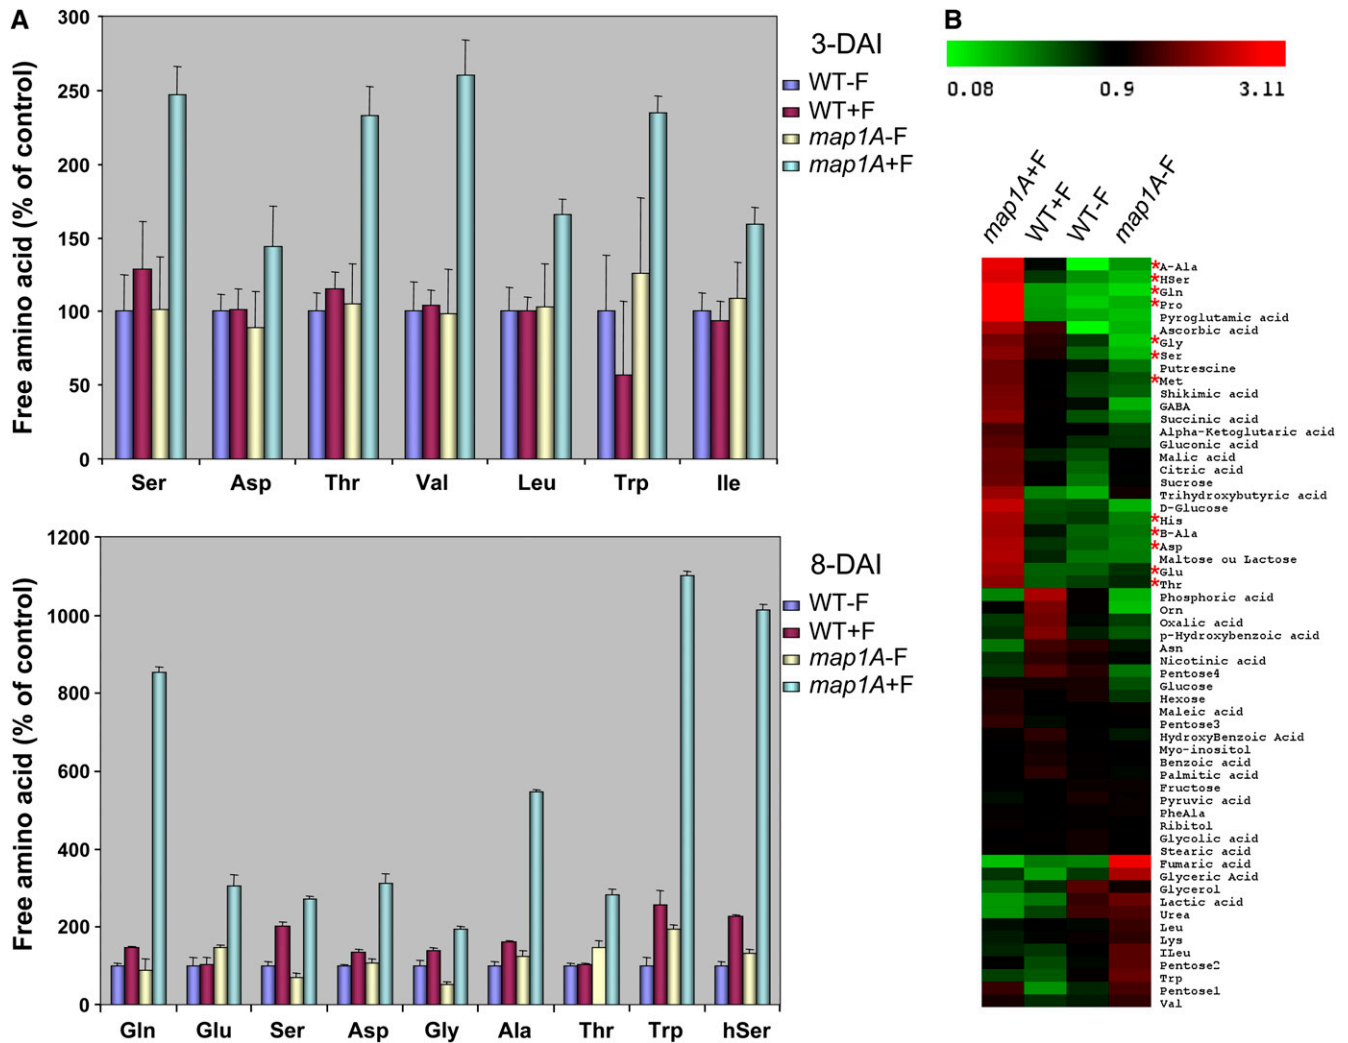 A
300
250
200
150
100
50
0
Free amino acid (% of control)
Ser Asp Thr Val Leu Trp Ile
3-DAI
WT-F
WT+F
map1A-F
map1A+F
1200
1000
800
600
400
200
0
Free amino acid (% of control)
Gln Glu Ser Asp Gly Ala Thr Trp hSer
8-DAI
WT-F
WT+F
map1A-F
map1A+F
B
0.08 0.9 3.11
map1A+F
WT+F
WT-F
map1A-F
*A-Ala
*HSer
*Gln
*Pro
Pyroglutamic acid
Ascorbic acid
*Gly
*Ser
Putrescine
*Met
Shikimic acid
GABA
Succinic acid
Alpha-Ketoglutaric acid
Gluconic acid
Malic acid
Citric acid
Sucrose
Trihydroxybutyric acid
D-Glucose
*His
*B-Ala
*Asp
Maltose ou Lactose
*Glu
*Thr
Phosphoric acid
Orn
Oxalic acid
p-Hydroxybenzoic acid
Asn
Nicotinic acid
Pentose4
Glucose
Hexose
Maleic acid
Pentose3
HydroxyBenzoic Acid
Myo-inositol
Benzoic acid
Palmitic acid
Fructose
Pyruvic acid
PheAla
Ribitol
Glycolic acid
Stearic acid
Fumaric acid
Glyceric Acid
Glycerol
Lactic acid
Urea
Leu
Lys
ILeu
Pentose2
Trp
Pentose1
Val